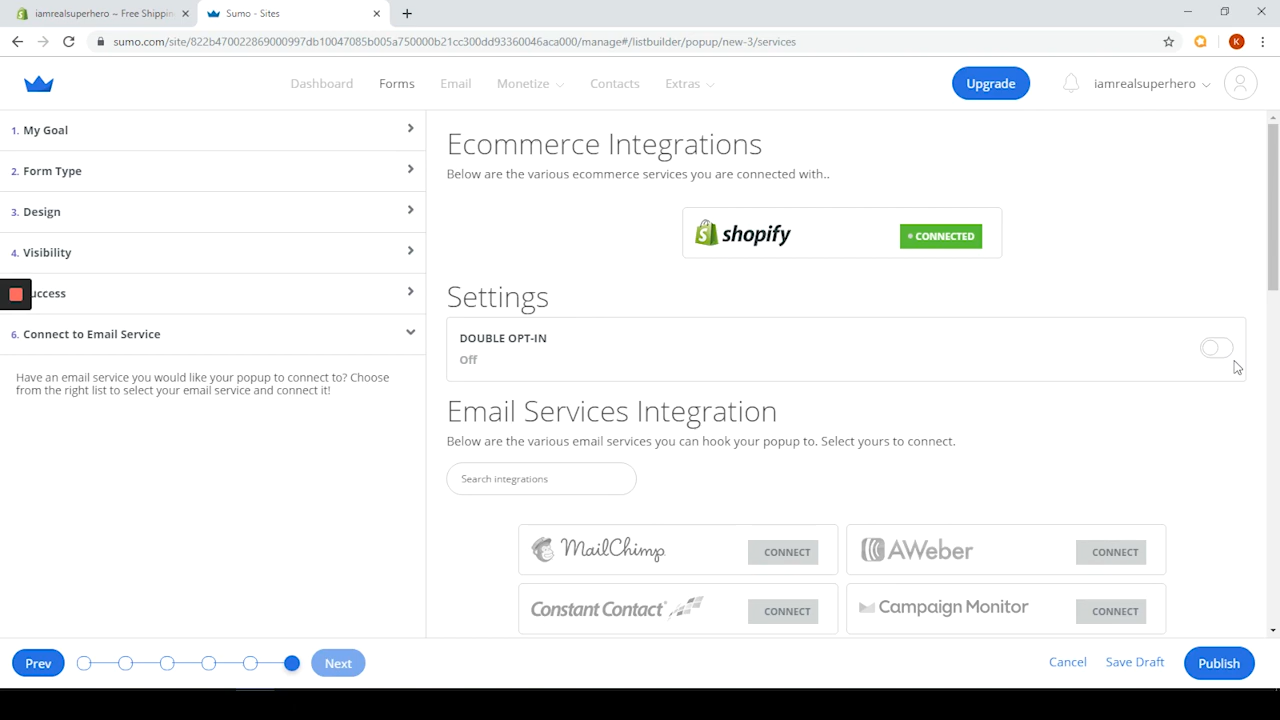 iamrealsuperhero – Free Shippin
Sumo - Sites
sumo.com/site/822b470022869000997db10047085b005a750000b21cc300dd93360046aca000/manage#/listbuilder/popup/new-3/services
K
Dashboard
Forms
Email
Monetize
Contacts
Extras
Upgrade
iamrealsuperhero
1. My Goal
2. Form Type
3. Design
4. Visibility
uccess
6. Connect to Email Service
Have an email service you would like your popup to connect to? Choose
from the right list to select your email service and connect it!
Ecommerce Integrations
Below are the various ecommerce services you are connected with..
shopify
CONNECTED
Settings
DOUBLE OPT-IN
Off
Email Services Integration
Below are the various email services you can hook your popup to. Select yours to connect.
Search integrations
MailChimp
CONNECT
AWeber
CONNECT
Constant Contact
CONNECT
Campaign Monitor
CONNECT
Prev
Next
Cancel
Save Draft
Publish